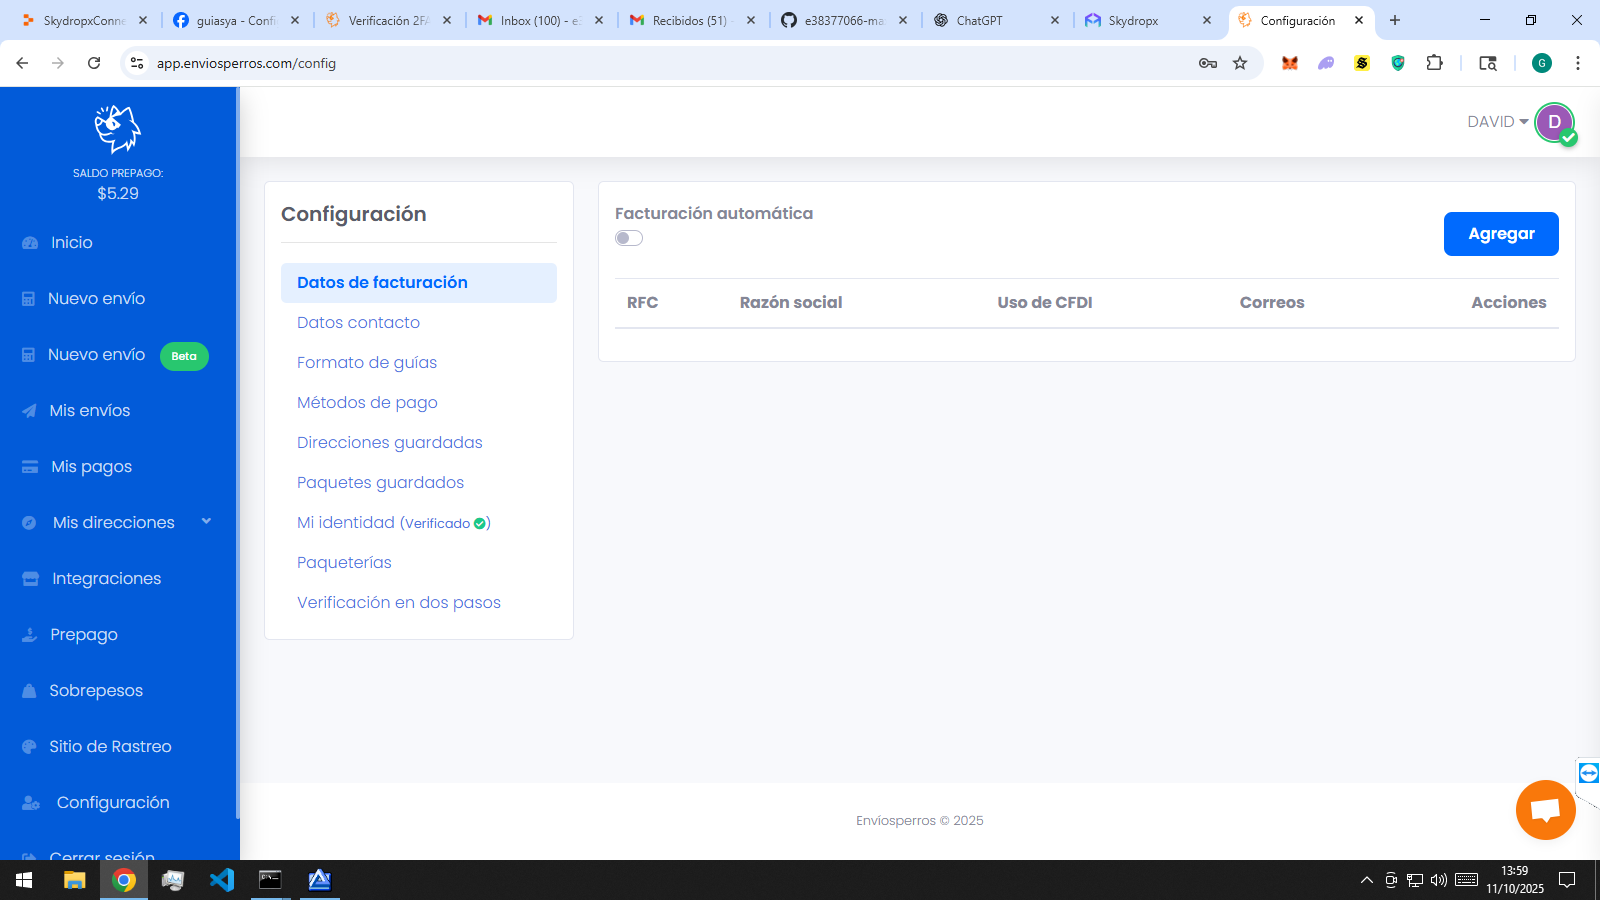 SkydropxConne
guiasya - Confi
Verificación 2FA
Inbox (100) - e3
Recibidos (51) -
e38377066-ma
ChatGPT
Skydropx
Configuración
app.enviosperros.com/config
G
SALDO PREPAGO:
$5.29
Inicio
Nuevo envío
Nuevo envío Beta
Mis envíos
Mis pagos
Mis direcciones
Integraciones
Prepago
Sobrepesos
Sitio de Rastreo
Configuración
Cerrar sesión
DAVID D
Configuración
Datos de facturación
Datos contacto
Formato de guías
Métodos de pago
Direcciones guardadas
Paquetes guardados
Mi identidad (Verificado)
Paqueterías
Verificación en dos pasos
Facturación automática
Agregar
RFC Razón social Uso de CFDI Correos Acciones
Enviosperros © 2025
13:59
11/10/2025